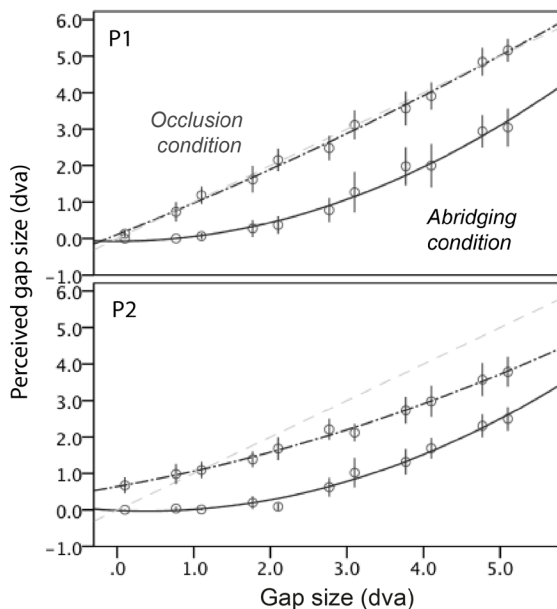 P1
6.0
5.0
4.0
3.0
2.0
1.0
0.0
-1.0
Occlusion
condition
Abridging
condition
Perceived gap size (dva)
P2
6.0
5.0
4.0
3.0
2.0
1.0
0.0
-1.0
.0 1.0 2.0 3.0 4.0 5.0
Gap size (dva)